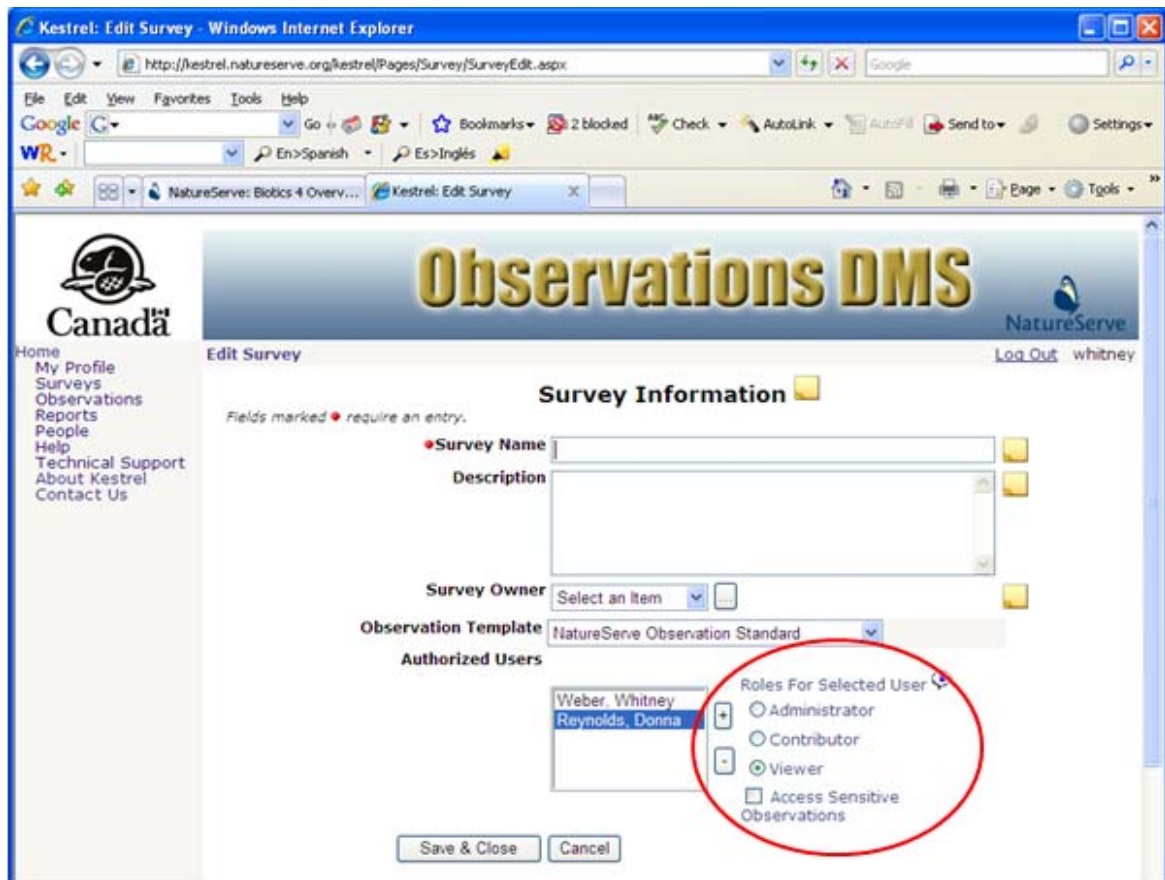 Kestrel: Edit Survey - Windows Internet Explorer
http://kestrel.natureserve.org/kestrel/Pages/Survey/SurveyEdit.aspx Google
File Edit View Favorites Tools Help
Google G Go Bookmarks 2 blocked Check AutoLink AutoFill Send to Settings
WR En>Spanish Es>Inglés
NatureServe: Biotics 4 Overv... Kestrel: Edit Survey X Page Tools »
Canada
Observations DMS
NatureServe
Home
My Profile
Surveys
Observations
Reports
People
Help
Technical Support
About Kestrel
Contact Us
Edit Survey Log Out whitney
Survey Information
Fields marked • require an entry.
•Survey Name
Description
Survey Owner Select an Item ...
Observation Template NatureServe Observation Standard
Authorized Users
Weber, Whitney
Reynolds, Donna
+
-
Roles For Selected User
Administrator
Contributor
Viewer
Access Sensitive
Observations
Save & Close Cancel